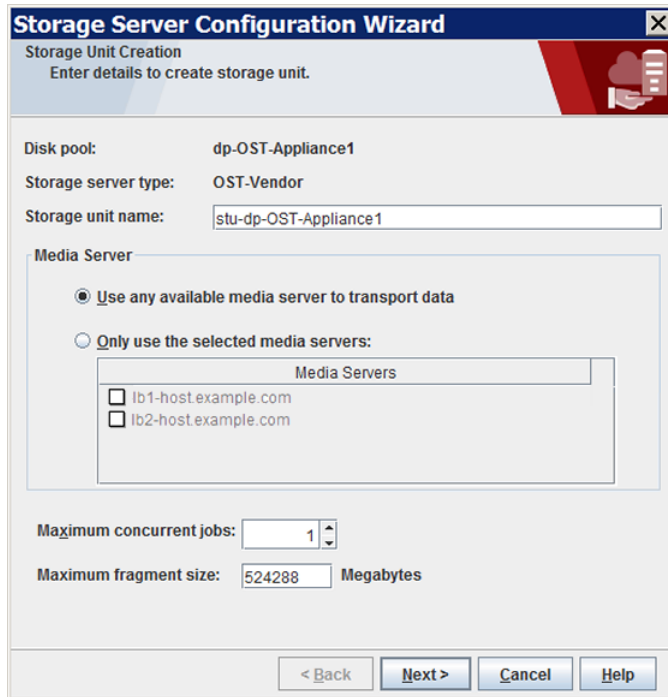 Storage Server Configuration Wizard
Storage Unit Creation
Enter details to create storage unit.
Disk pool: dp-OST-Appliance1
Storage server type: OST-Vendor
Storage unit name: stu-dp-OST-Appliance1
Media Server
Use any available media server to transport data
Only use the selected media servers:
Media Servers
lb1-host.example.com
lb2-host.example.com
Maximum concurrent jobs: 1
Maximum fragment size: 524288 Megabytes
< Back Next > Cancel Help